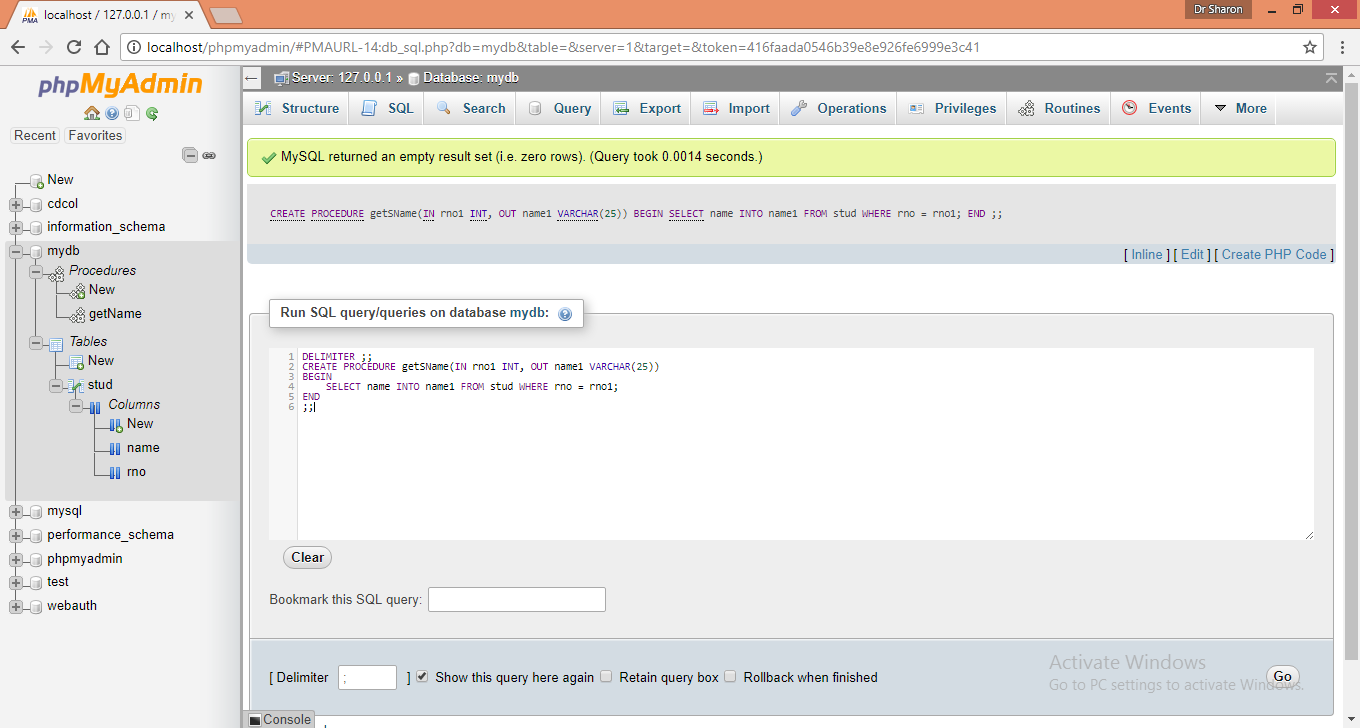 Dr Sharon
localhost / 127.0.0.1 / my
localhost/phpmyadmin/#PMAURL-14:db_sql.php?db=mydb&table=&server=1&target=&token=416faada0546b39e8e926fe6999e3c41
phpMyAdmin
Recent Favorites
New
cdcol
information_schema
mydb
Procedures
New
getName
Tables
New
stud
Columns
New
name
rno
mysql
performance_schema
phpmyadmin
test
webauth
Server: 127.0.0.1 » Database: mydb
Structure SQL Search Query Export Import Operations Privileges Routines Events More
MySQL returned an empty result set (i.e. zero rows). (Query took 0.0014 seconds.)
CREATE PROCEDURE getSName(IN rno1 INT, OUT name1 VARCHAR(25)) BEGIN SELECT name INTO name1 FROM stud WHERE rno = rno1; END ;;
[ Inline ] [ Edit ] [ Create PHP Code ]
Run SQL query/queries on database mydb:
1 DELIMITER ;;
2 CREATE PROCEDURE getSName(IN rno1 INT, OUT name1 VARCHAR(25))
3 BEGIN
4 SELECT name INTO name1 FROM stud WHERE rno = rno1;
5 END
6 ;;
Clear
Bookmark this SQL query:
[ Delimiter ; ] Show this query here again Retain query box Rollback when finished
Go
Activate Windows
Go to PC settings to activate Windows.
Console